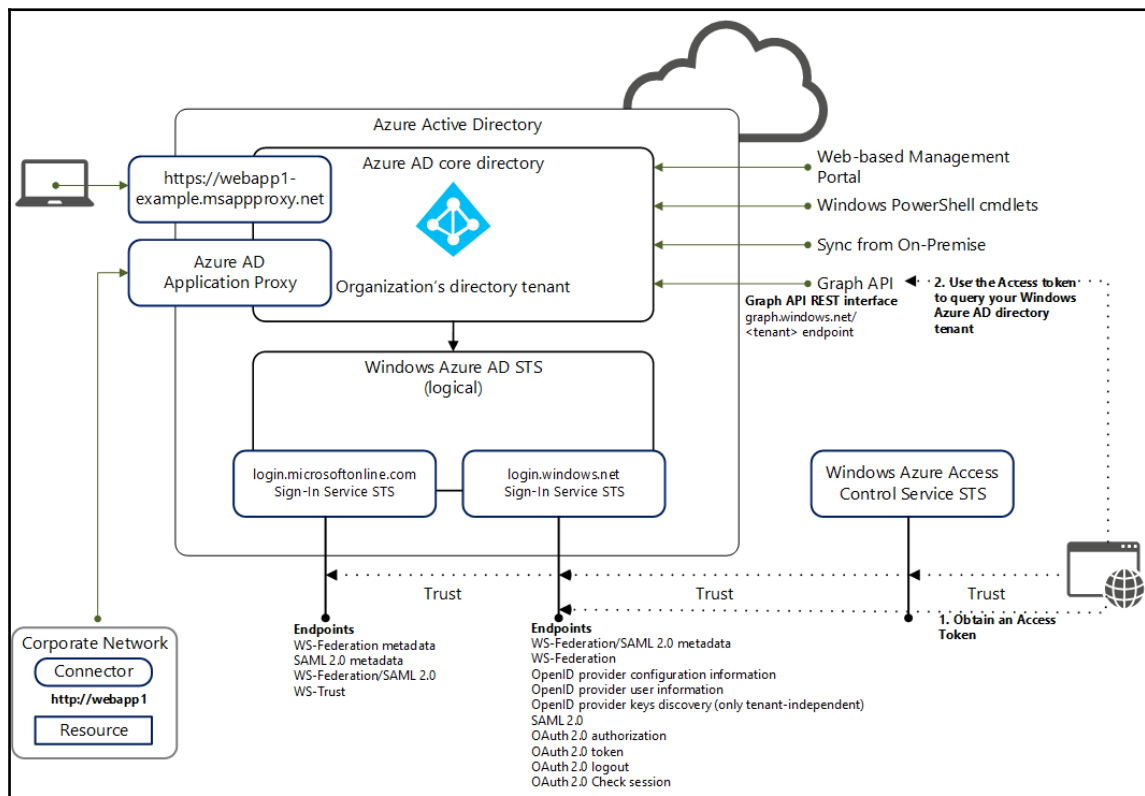 Azure Active Directory
Azure AD core directory
https://webapp1-
example.msappproxy.net
Azure AD
Application Proxy
Organization's directory tenant
Web-based Management
Portal
Windows PowerShell cmdlets
Sync from On-Premise
Graph API
Graph API REST interface
graph.windows.net/
<tenant> endpoint
2. Use the Access token
to query your Windows
Azure AD directory
tenant
Windows Azure AD STS
(logical)
login.microsoftonline.com
Sign-In Service STS
login.windows.net
Sign-In Service STS
Windows Azure Access
Control Service STS
Trust
Trust
Trust
1. Obtain an Access
Token
Corporate Network
Connector
http://webapp1
Resource
Endpoints
WS-Federation metadata
SAML 2.0 metadata
WS-Federation/SAML 2.0
WS-Trust
Endpoints
WS-Federation/SAML 2.0 metadata
WS-Federation
OpenID provider configuration information
OpenID provider user information
OpenID provider keys discovery (only tenant-independent)
SAML 2.0
OAuth 2.0 authorization
OAuth 2.0 token
OAuth 2.0 logout
OAuth 2.0 Check session